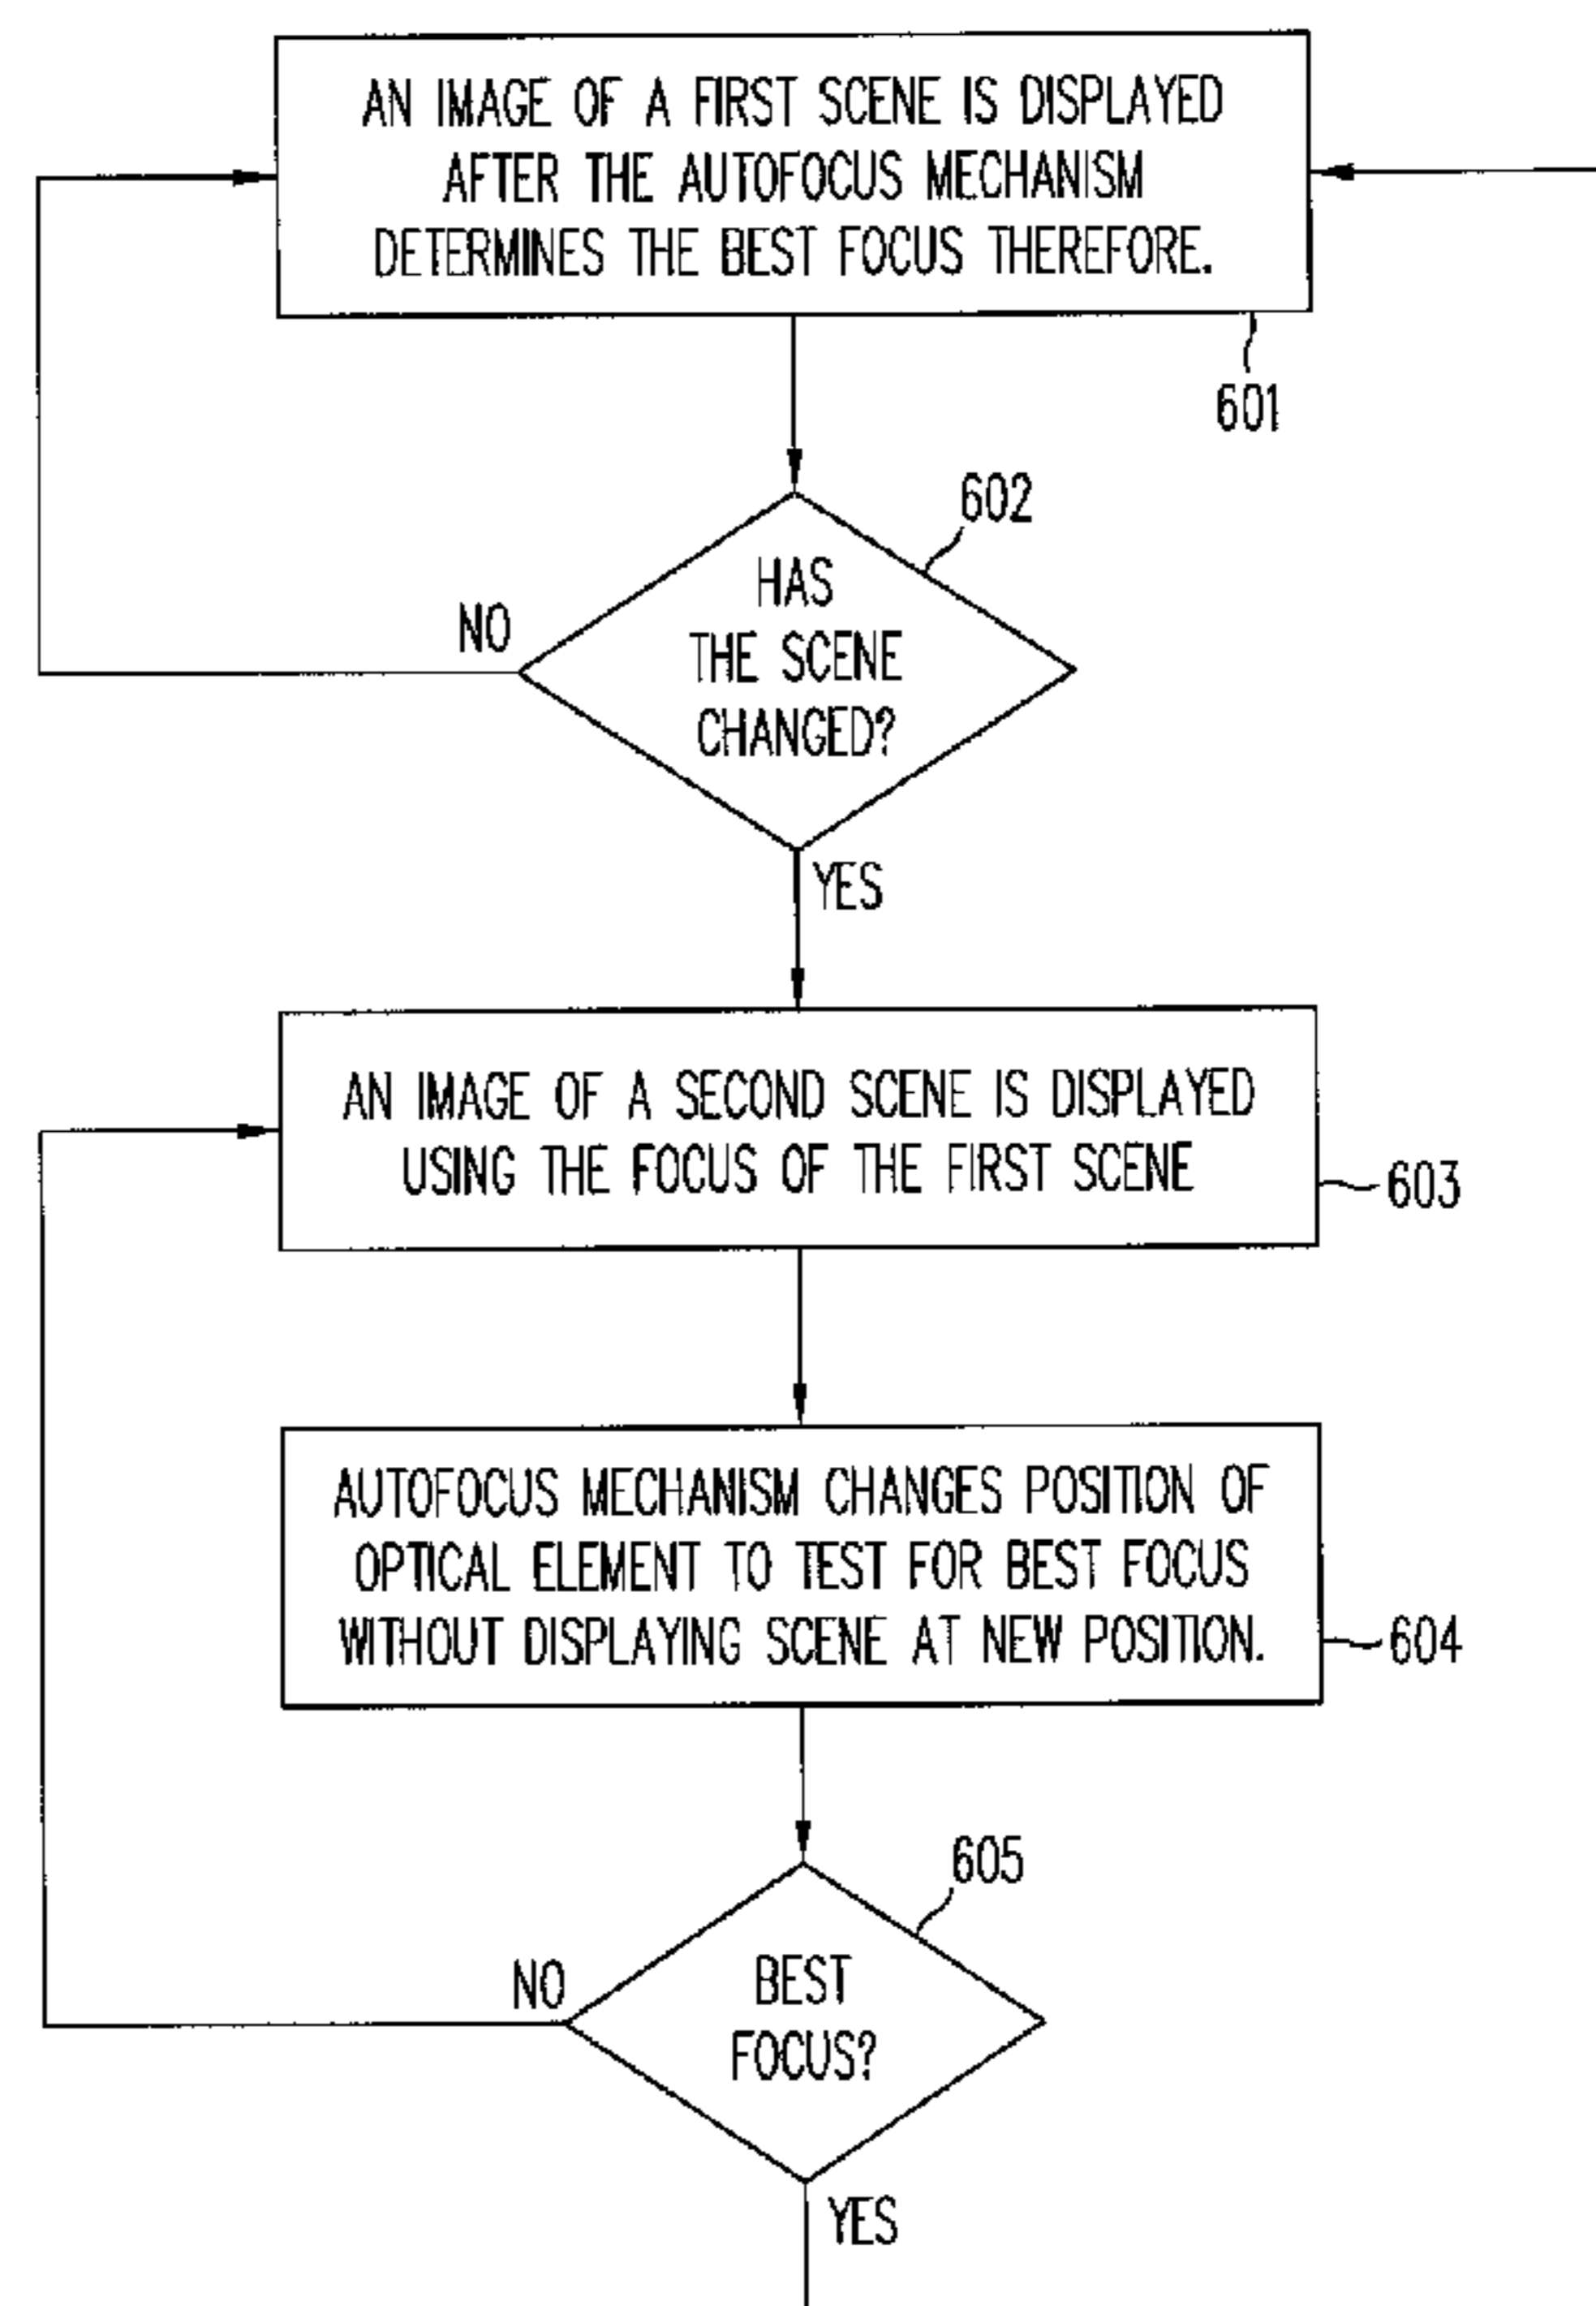 AN IMAGE OF A FIRST SCENE IS DISPLAYED
AFTER THE AUTOFOCUS MECHANISM
DETERMINES THE BEST FOCUS THEREFORE.
601
602
HAS
THE SCENE
CHANGED?
NO
YES
AN IMAGE OF A SECOND SCENE IS DISPLAYED
USING THE FOCUS OF THE FIRST SCENE
603
AUTOFOCUS MECHANISM CHANGES POSITION OF
OPTICAL ELEMENT TO TEST FOR BEST FOCUS
WITHOUT DISPLAYING SCENE AT NEW POSITION.
604
605
BEST
FOCUS?
NO
YES